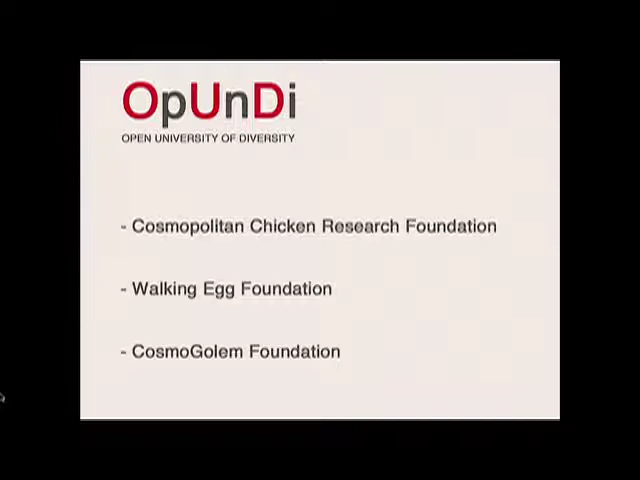 OpUnDi
OPEN UNIVERSITY OF DIVERSITY
- Cosmopolitan Chicken Research Foundation
- Walking Egg Foundation
- CosmoGolem Foundation